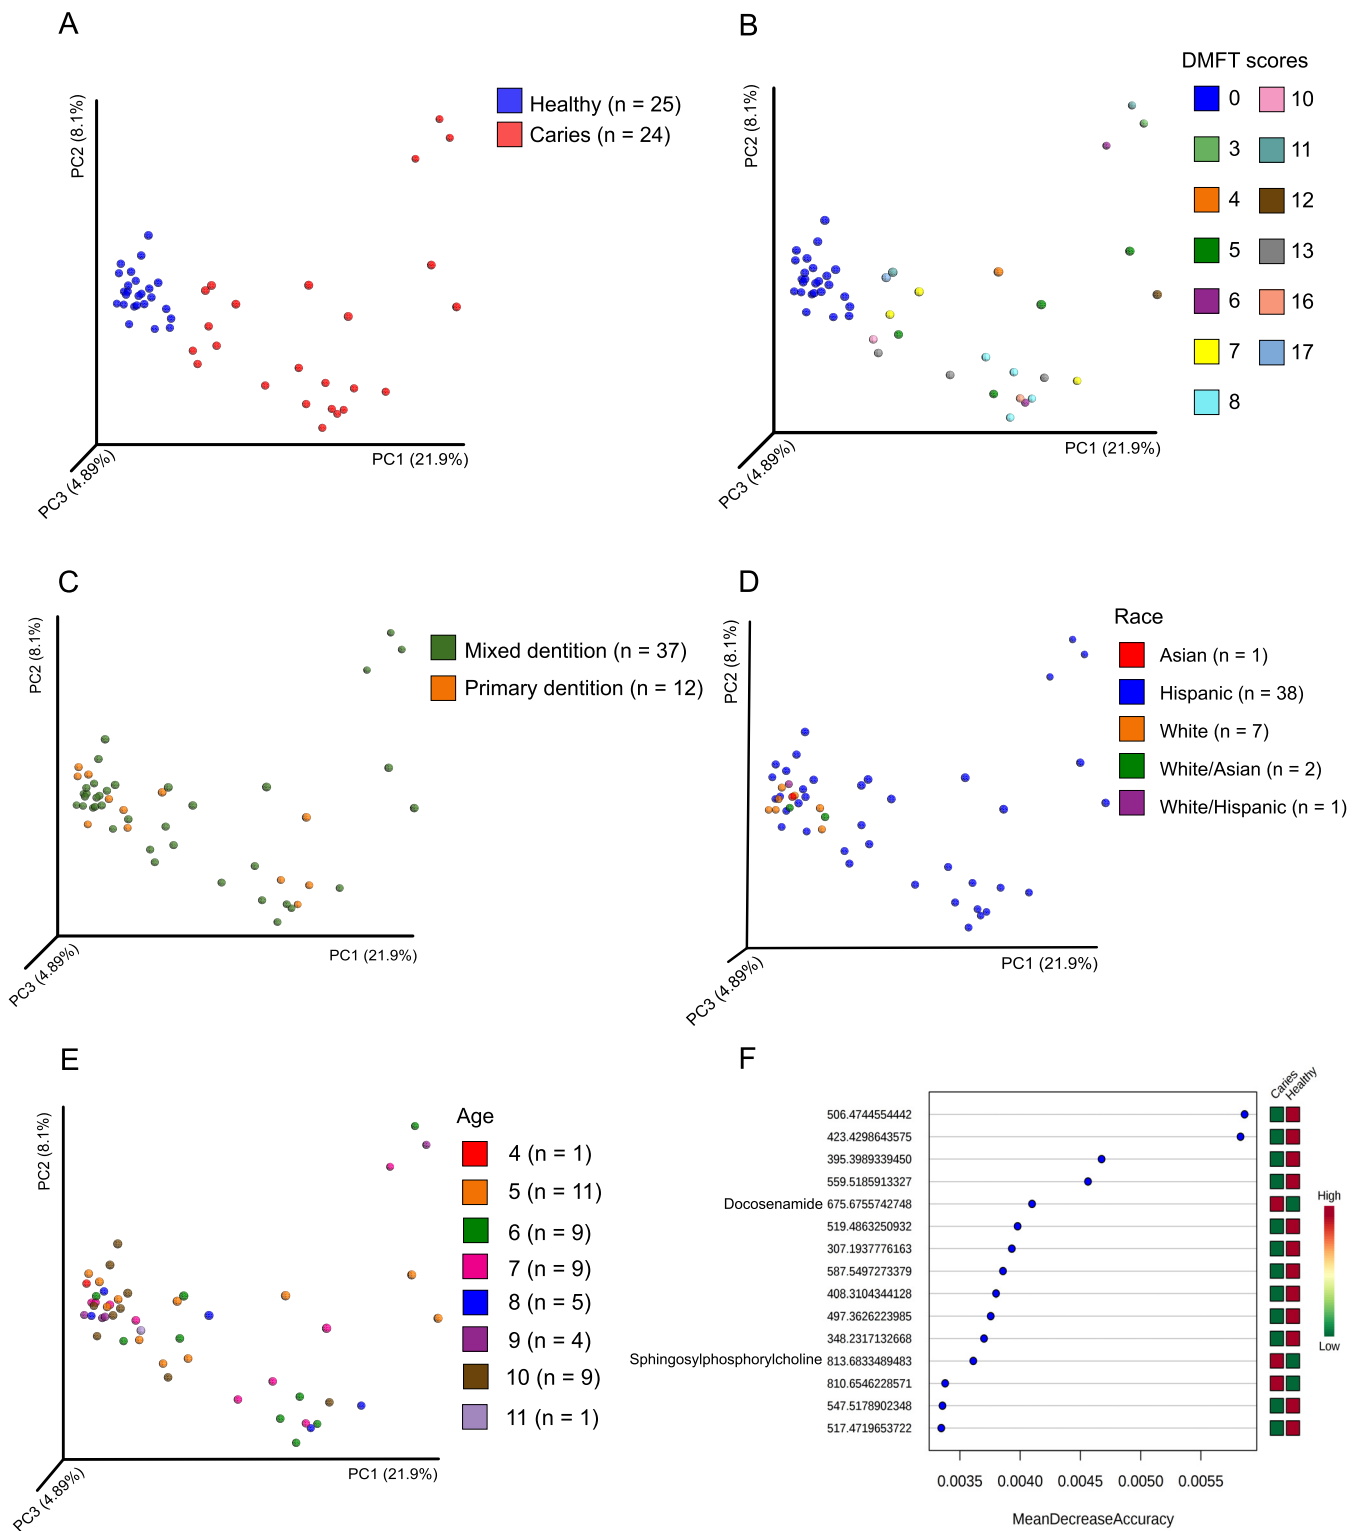 A
PC2 (8.1%)
Healthy (n = 25)
Caries (n = 24)
PC1 (21.9%)
PC3 (4.89%)
B
PC2 (8.1%)
DMFT scores
0 10
3 11
4 12
5 13
6 16
7 17
8
PC1 (21.9%)
PC3 (4.89%)
C
PC2 (8.1%)
Mixed dentition (n = 37)
Primary dentition (n = 12)
PC1 (21.9%)
PC3 (4.89%)
D
PC2 (8.1%)
Race
Asian (n = 1)
Hispanic (n = 38)
White (n = 7)
White/Asian (n = 2)
White/Hispanic (n = 1)
PC1 (21.9%)
PC3 (4.89%)
E
PC2 (8.1%)
Age
4 (n = 1)
5 (n = 11)
6 (n = 9)
7 (n = 9)
8 (n = 5)
9 (n = 4)
10 (n = 9)
11 (n = 1)
PC1 (21.9%)
PC3 (4.89%)
F
Caries
Healthy
506.4744554442
423.4298643575
395.3989339450
559.5185913327
Docosenamide 675.6755742748
519.4863250932
307.1937776163
587.5497273379
408.3104344128
497.3626223985
348.2317132668
Sphingosylphosphorylcholine 813.6833489483
810.6546228571
547.5178902348
517.4719653722
High
Low
0.0035 0.0040 0.0045 0.0050 0.0055
MeanDecreaseAccuracy